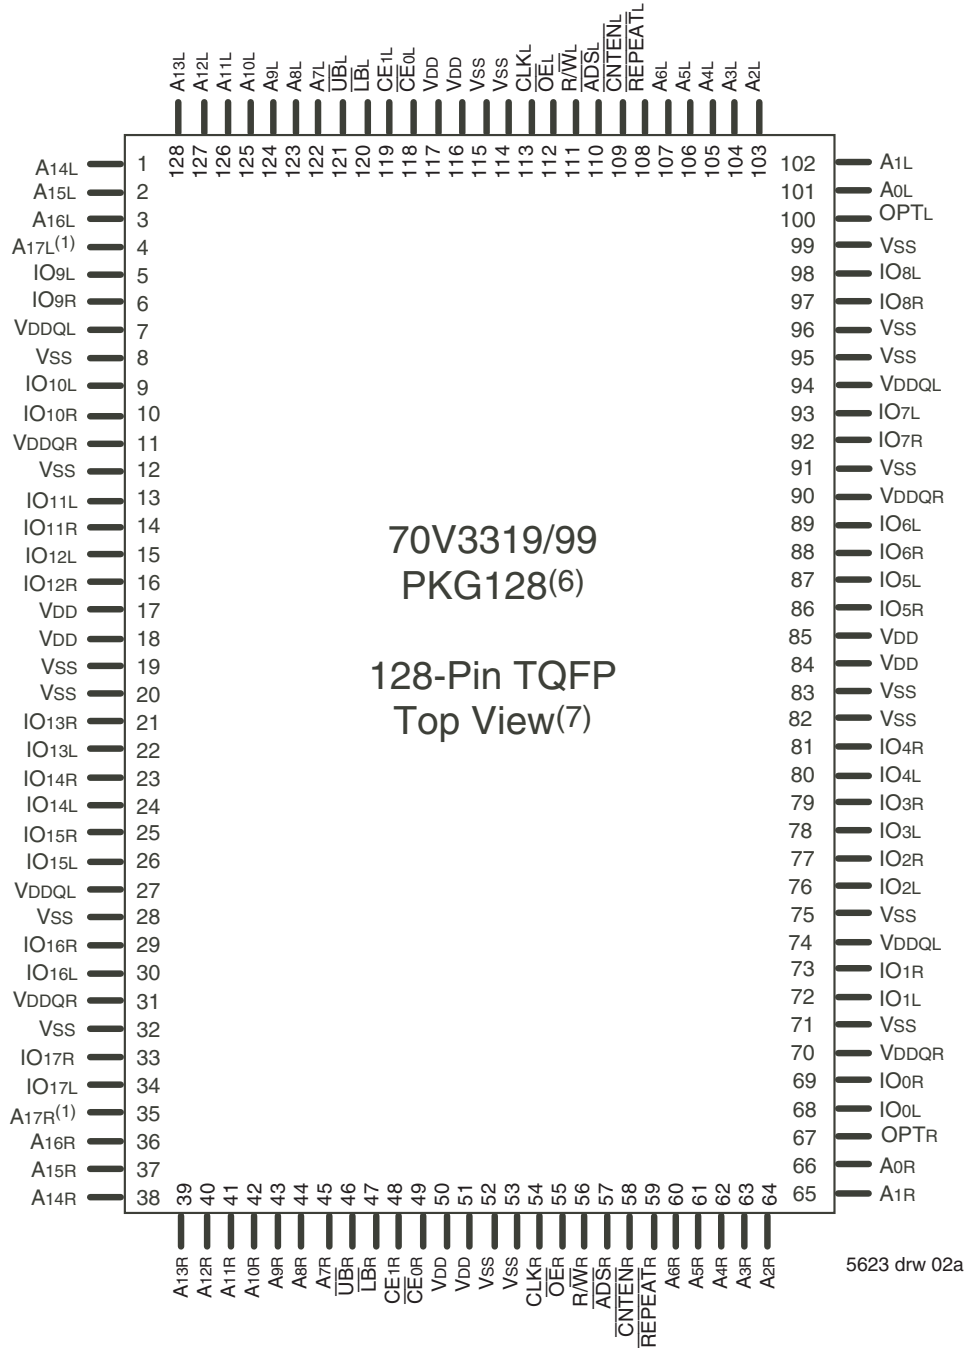 A13L
A12L
A11L
A10L
A9L
A8L
A7L
UBL
LBL
CE1L
CE0L
VDD
VDD
VSS
VSS
CLKL
OEL
R/WL
ADSL
CNTENL
REPEATL
A6L
A5L
A4L
A3L
A2L
128
127
126
125
124
123
122
121
120
119
118
117
116
115
114
113
112
111
110
109
108
107
106
105
104
103
A14L 1
A15L 2
A16L 3
A17L(1) 4
IO9L 5
IO9R 6
VDDQL 7
VSS 8
IO10L 9
IO10R 10
VDDQR 11
VSS 12
IO11L 13
IO11R 14
IO12L 15
IO12R 16
VDD 17
VDD 18
VSS 19
VSS 20
IO13R 21
IO13L 22
IO14R 23
IO14L 24
IO15R 25
IO15L 26
VDDQL 27
VSS 28
IO16R 29
IO16L 30
VDDQR 31
VSS 32
IO17R 33
IO17L 34
A17R(1) 35
A16R 36
A15R 37
A14R 38
70V3319/99
PKG128(6)
128-Pin TQFP
Top View(7)
102 A1L
101 A0L
100 OPTL
99 VSS
98 IO8L
97 IO8R
96 VSS
95 VSS
94 VDDQL
93 IO7L
92 IO7R
91 VSS
90 VDDQR
89 IO6L
88 IO6R
87 IO5L
86 IO5R
85 VDD
84 VDD
83 VSS
82 VSS
81 IO4R
80 IO4L
79 IO3R
78 IO3L
77 IO2R
76 IO2L
75 VSS
74 VDDQL
73 IO1R
72 IO1L
71 VSS
70 VDDQR
69 IO0R
68 IO0L
67 OPTR
66 A0R
65 A1R
39
40
41
42
43
44
45
46
47
48
49
50
51
52
53
54
55
56
57
58
59
60
61
62
63
64
A13R
A12R
A11R
A10R
A9R
A8R
A7R
UBR
LBR
CE1R
CE0R
VDD
VDD
VSS
VSS
CLKR
OER
R/WR
ADSR
CNTENR
REPEATR
A6R
A5R
A4R
A3R
A2R
5623 drw 02a